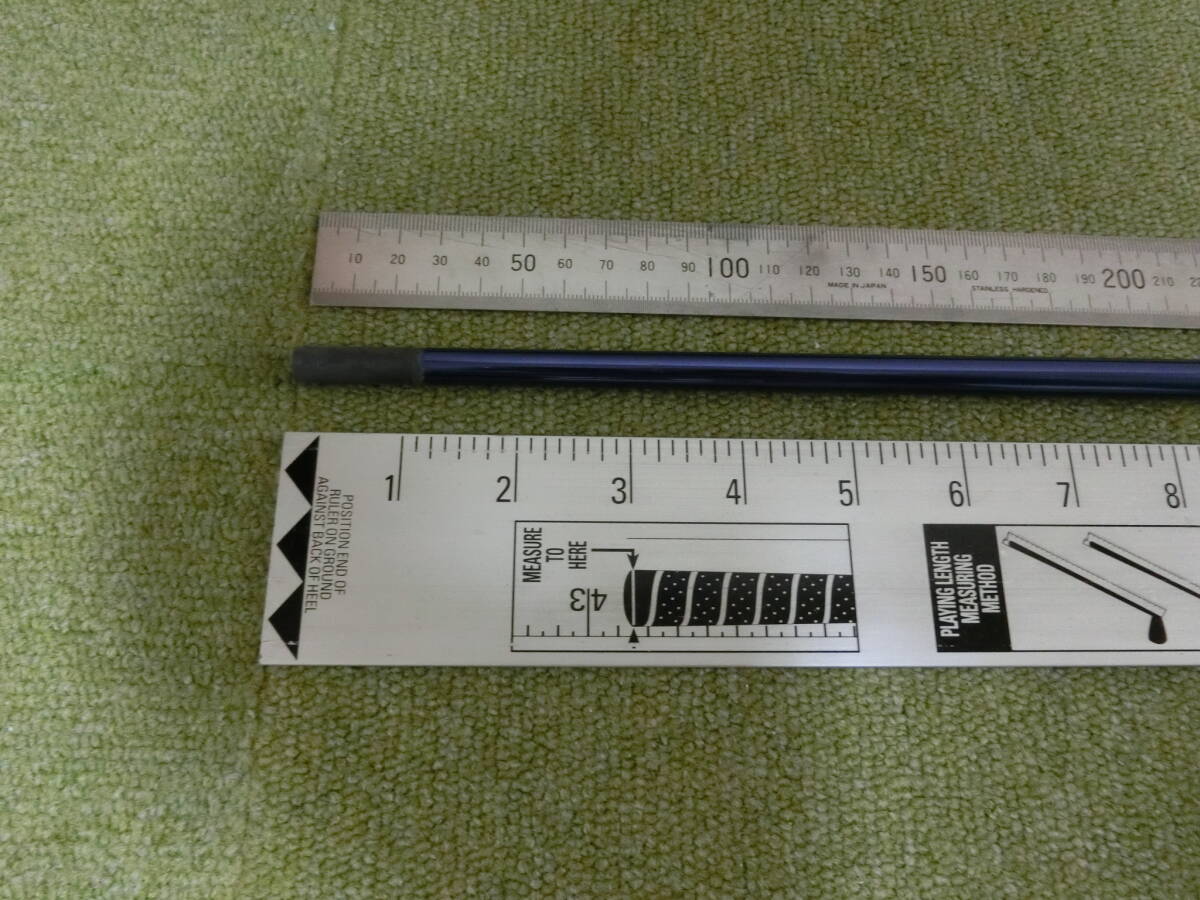 10 20 30 40 50 60 70 80 90 100 110 120 130 140 150 160 170 180 190 200 210
MADE IN JAPAN
STAINLESS HARDENED
1 2 3 4 5 6 7 8
POSITION END OF
RULER ON GROUND
AGAINST BACK OF HEEL
MEASURE
TO
HERE
43
PLAYING LENGTH
MEASURING
METHOD